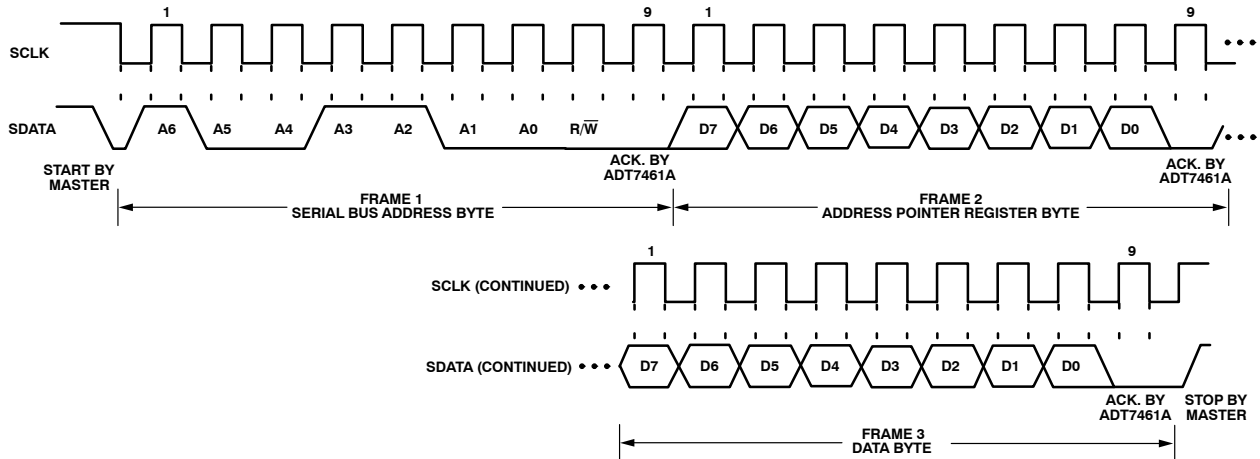 1 9 1 9
SCLK
SDATA A6 A5 A4 A3 A2 A1 A0 R/W̅ D7 D6 D5 D4 D3 D2 D1 D0
START BY
MASTER
ACK. BY
ADT7461A
ACK. BY
ADT7461A
FRAME 1
SERIAL BUS ADDRESS BYTE
FRAME 2
ADDRESS POINTER REGISTER BYTE
1 9
SCLK (CONTINUED)
SDATA (CONTINUED) D7 D6 D5 D4 D3 D2 D1 D0
ACK. BY
ADT7461A
STOP BY
MASTER
FRAME 3
DATA BYTE